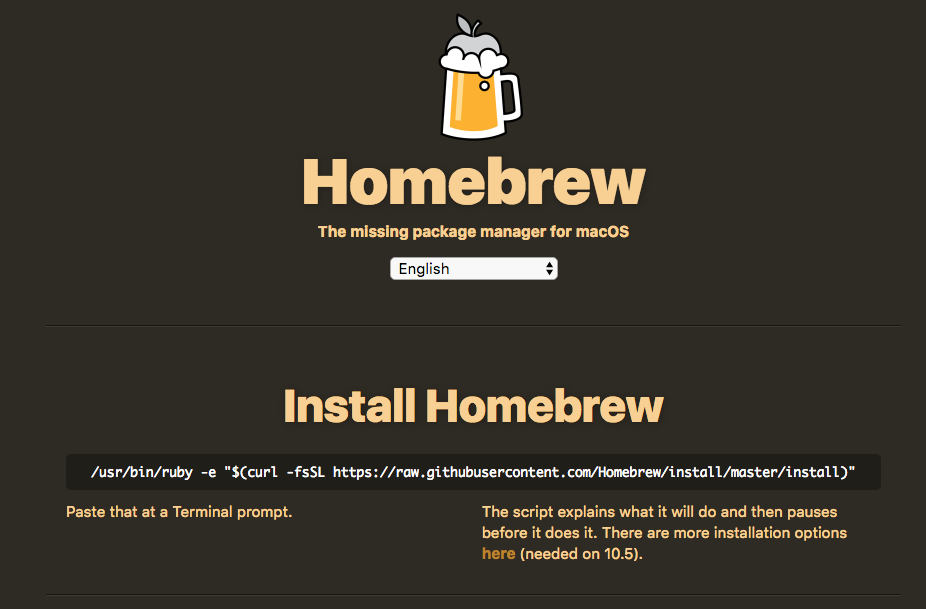 Homebrew
The missing package manager for macOS
English
Install Homebrew
/usr/bin/ruby -e "$(curl -fsSL https://raw.githubusercontent.com/Homebrew/install/master/install)"
Paste that at a Terminal prompt.
The script explains what it will do and then pauses
before it does it. There are more installation options
here (needed on 10.5).